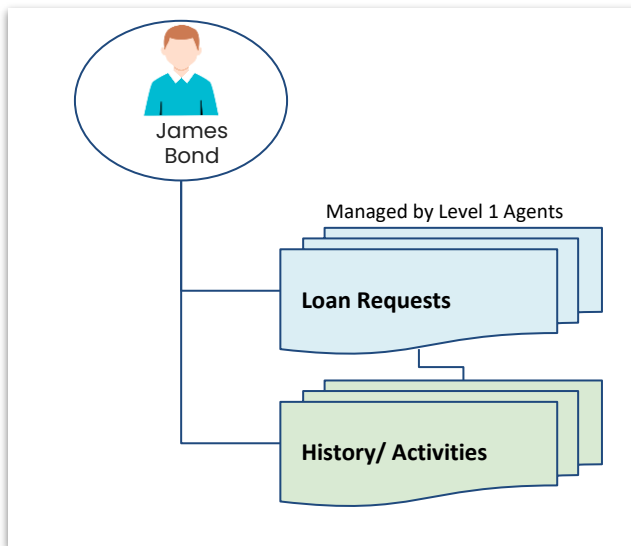 James
Bond
Managed by Level 1 Agents
Loan Requests
History/ Activities